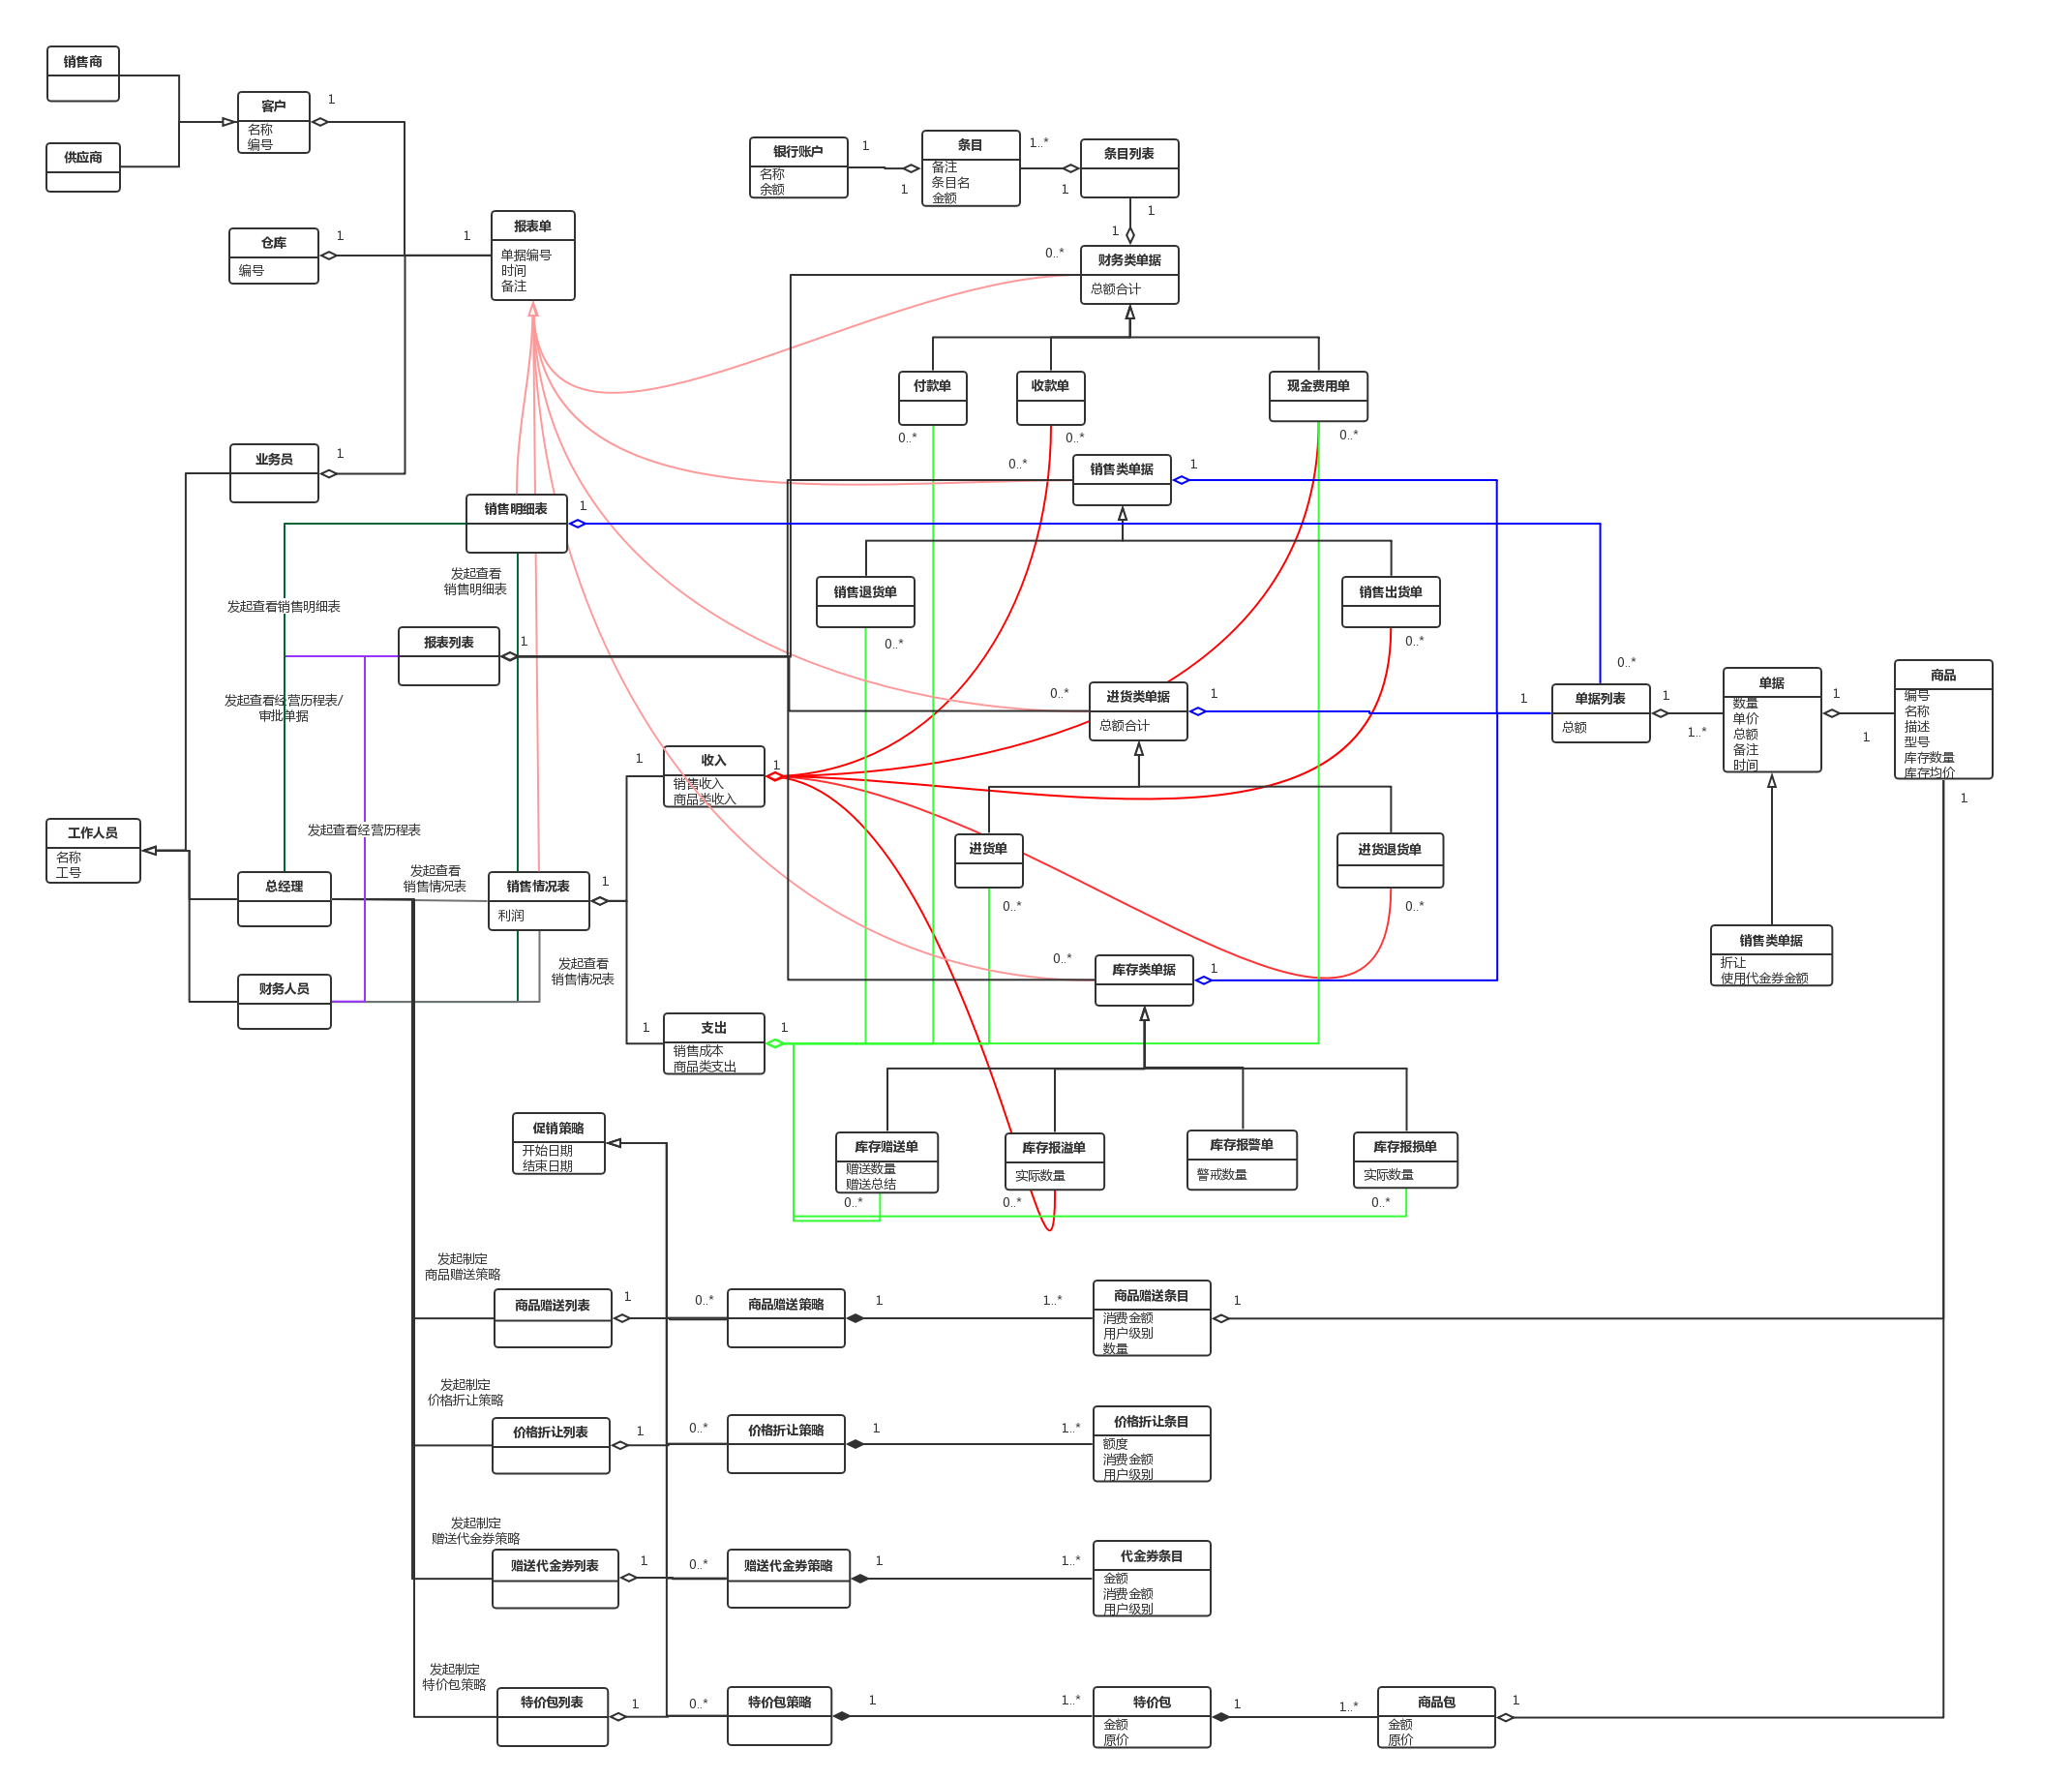 销售商
客户
名称
编号
1
供应商
银行账户
名称
余额
1
1
条目
备注
条目名
金额
1..*
1
条目列表
1
1
仓库
编号
1
1
报表单
单据编号
时间
备注
0..*
财务类单据
总额合计
付款单
0..*
收款单
0..*
现金费用单
0..*
业务员
1
0..*
销售类单据
1
销售明细表
1
发起查看
销售明细表
发起查看销售明细表
销售退货单
0..*
销售出货单
0..*
报表列表
1
发起查看经营历程表/
审批单据
0..*
进货类单据
总额合计
1
0..*
1
单据列表
总额
1
1..*
单据
数量
单价
总额
备注
时间
1
1
商品
编号
名称
描述
型号
库存数量
库存均价
1
1
收入
销售收入
商品类收入
1
工作人员
名称
工号
发起查看经营历程表
进货单
0..*
进货退货单
0..*
总经理
发起查看
销售情况表
销售情况表
利润
1
销售类单据
折让
使用代金券金额
财务人员
发起查看
销售情况表
0..*
库存类单据
1
1
支出
销售成本
商品类支出
1
促销策略
开始日期
结束日期
库存赠送单
赠送数量
赠送总结
0..*
库存报溢单
实际数量
0..*
库存报警单
警戒数量
库存报损单
实际数量
0..*
发起制定
商品赠送策略
商品赠送列表
1
0..*
商品赠送策略
1
1..*
商品赠送条目
消费金额
用户级别
数量
1
发起制定
价格折让策略
价格折让列表
1
0..*
价格折让策略
1
1..*
价格折让条目
额度
消费金额
用户级别
发起制定
赠送代金券策略
赠送代金券列表
1
0..*
赠送代金券策略
1
1..*
代金券条目
金额
消费金额
用户级别
发起制定
特价包策略
特价包列表
1
0..*
特价包策略
1
1..*
特价包
金额
原价
1
1..*
商品包
金额
原价
1